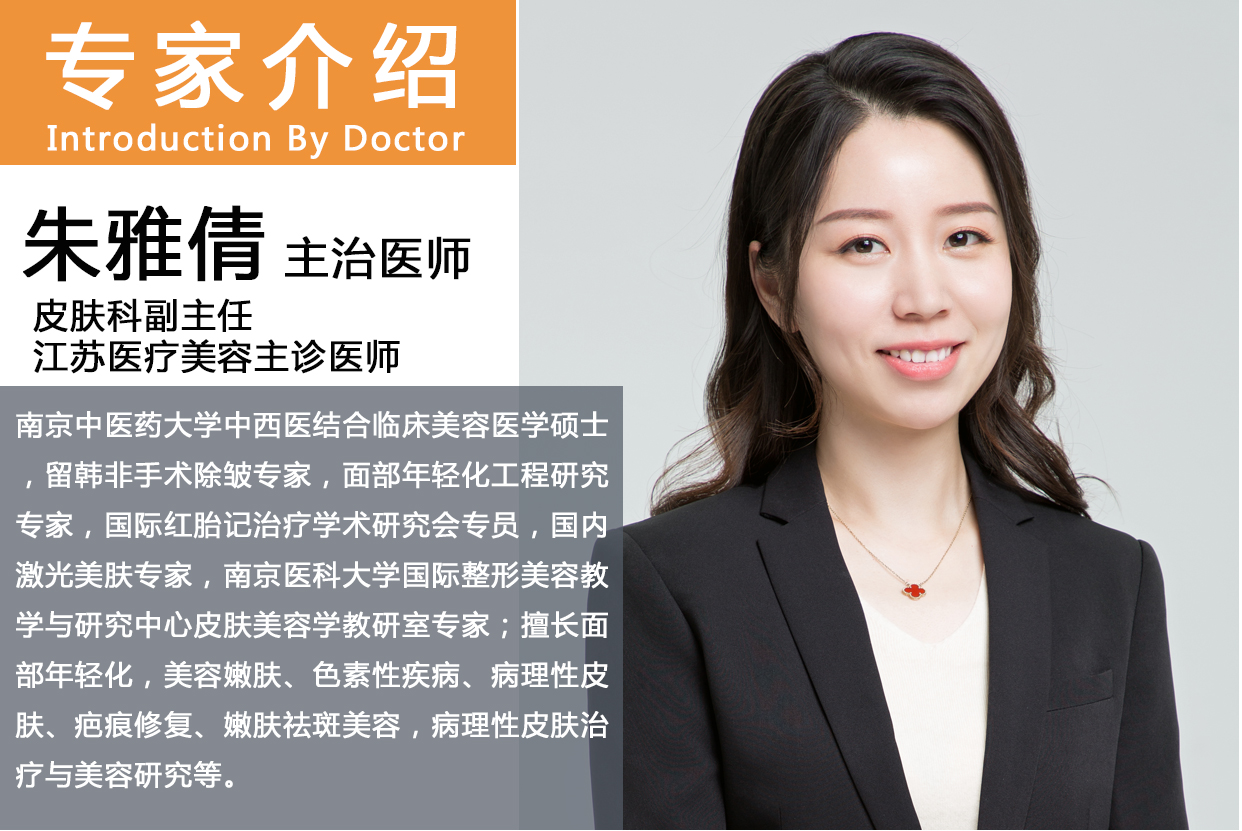 专家介绍
Introduction By Doctor
朱雅倩 主治医师
皮肤科副主任
江苏医疗美容主诊医师
南京中医药大学中西医结合临床美容医学硕士
，留韩非手术除皱专家，面部年轻化工程研究
专家，国际红胎记治疗学术研究会专员，国内
激光美肤专家，南京医科大学国际整形美容教
学与研究中心皮肤美容学教研室专家；擅长面
部年轻化，美容嫩肤、色素性疾病、病理性皮
肤、疤痕修复、嫩肤祛斑美容，病理性皮肤治
疗与美容研究等。